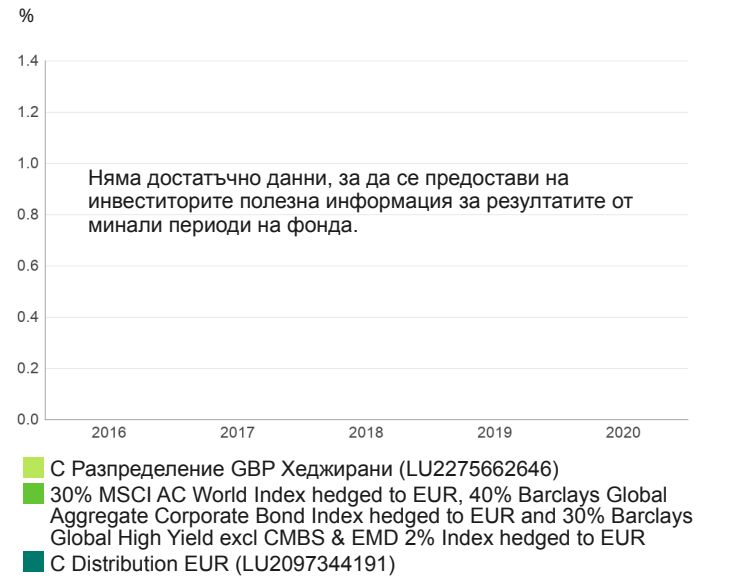 %
1.4
1.2
1.0
Няма достатъчно данни, за да се предостави на
инвеститорите полезна информация за резултатите от
0.8
минали периоди на фонда.
0.6
0.4
0.2
0.0
2016 2017 2018 2019 2020
C Разпределение GBP Хеджирани (LU2275662646)
30% MSCI AC World Index hedged to EUR, 40% Barclays Global
Aggregate Corporate Bond Index hedged to EUR and 30% Barclays
Global High Yield excl CMBS & EMD 2% Index hedged to EUR
C Distribution EUR (LU2097344191)